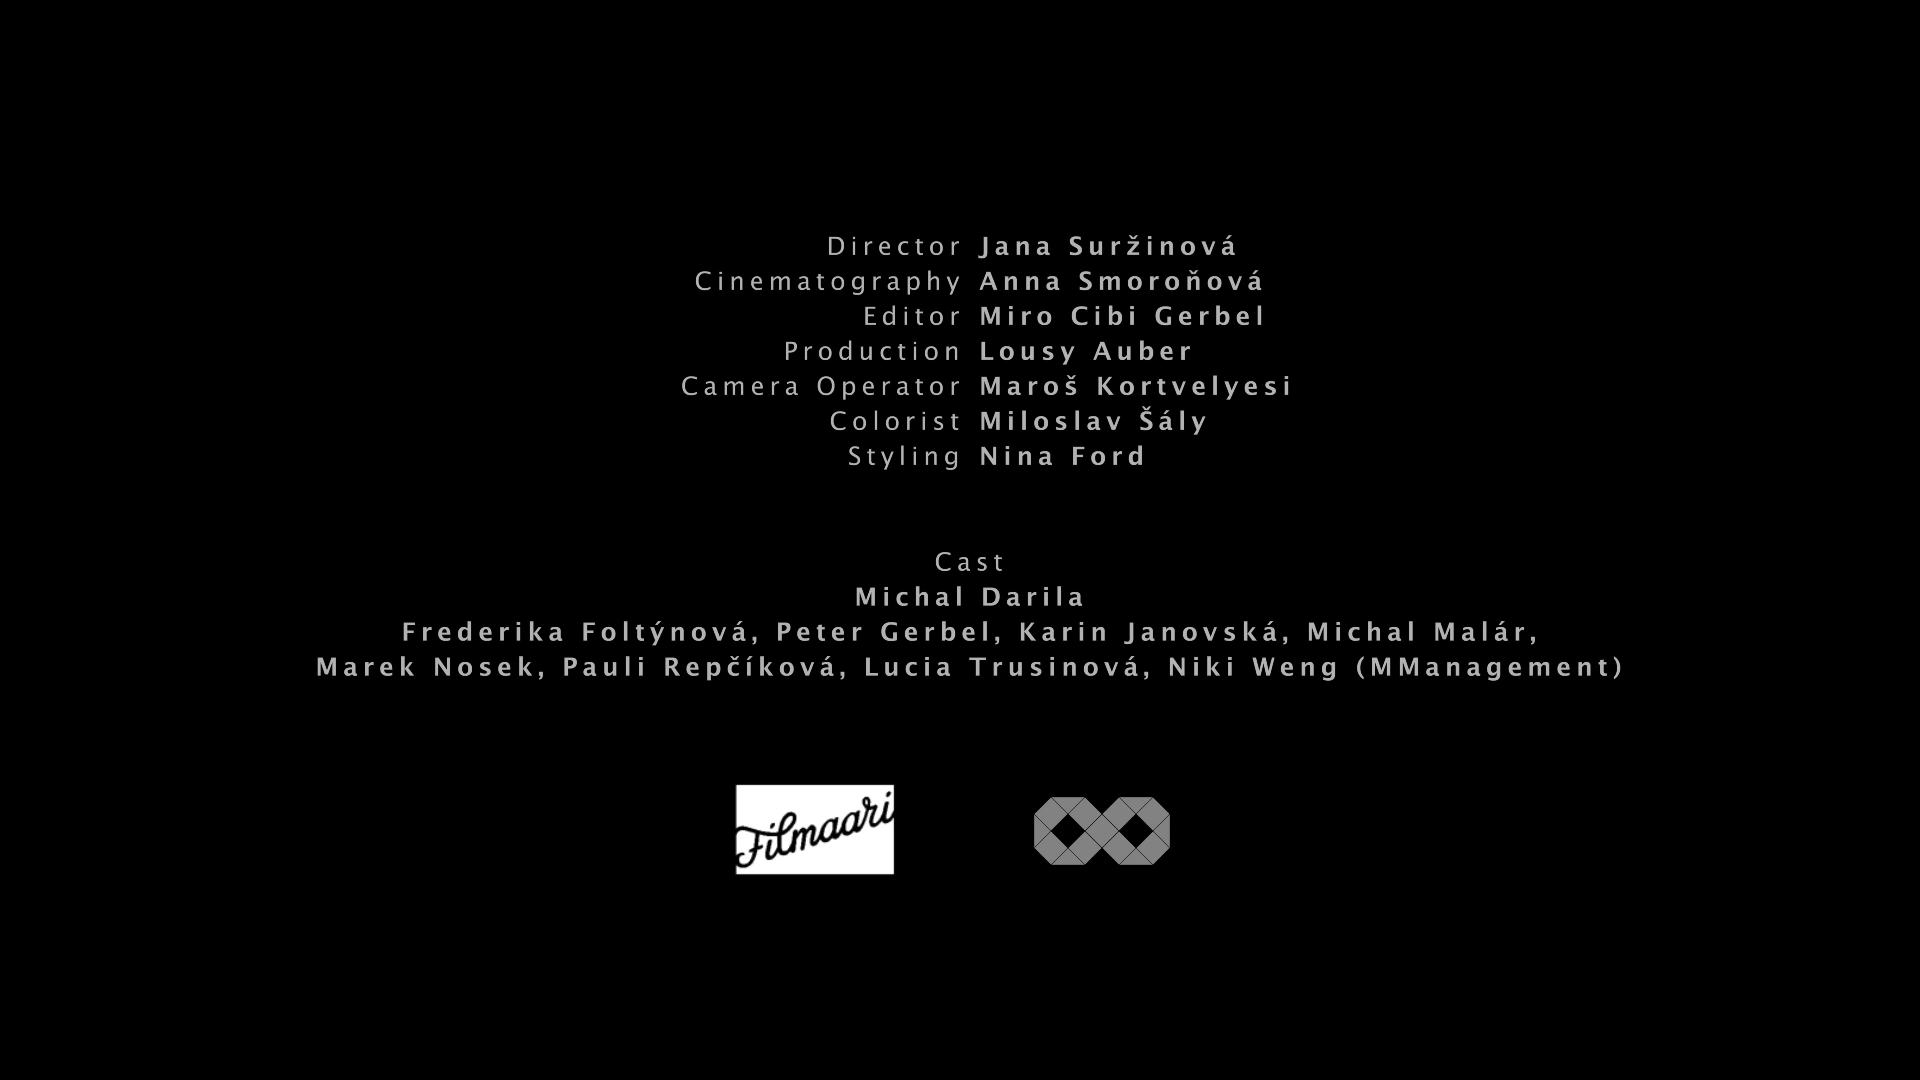 Director Jana Suržinová
Cinematography Anna Smoroňová
Editor Miro Cibi Gerbel
Production Lousy Auber
Camera Operator Maroš Kortvelyesi
Colorist Miloslav Šály
Styling Nina Ford
Cast
Michal Darila
Frederika Foltýnová, Peter Gerbel, Karin Janovská, Michal Malár,
Marek Nosek, Pauli Repčíková, Lucia Trusinová, Niki Weng (MManagement)
Filmaari